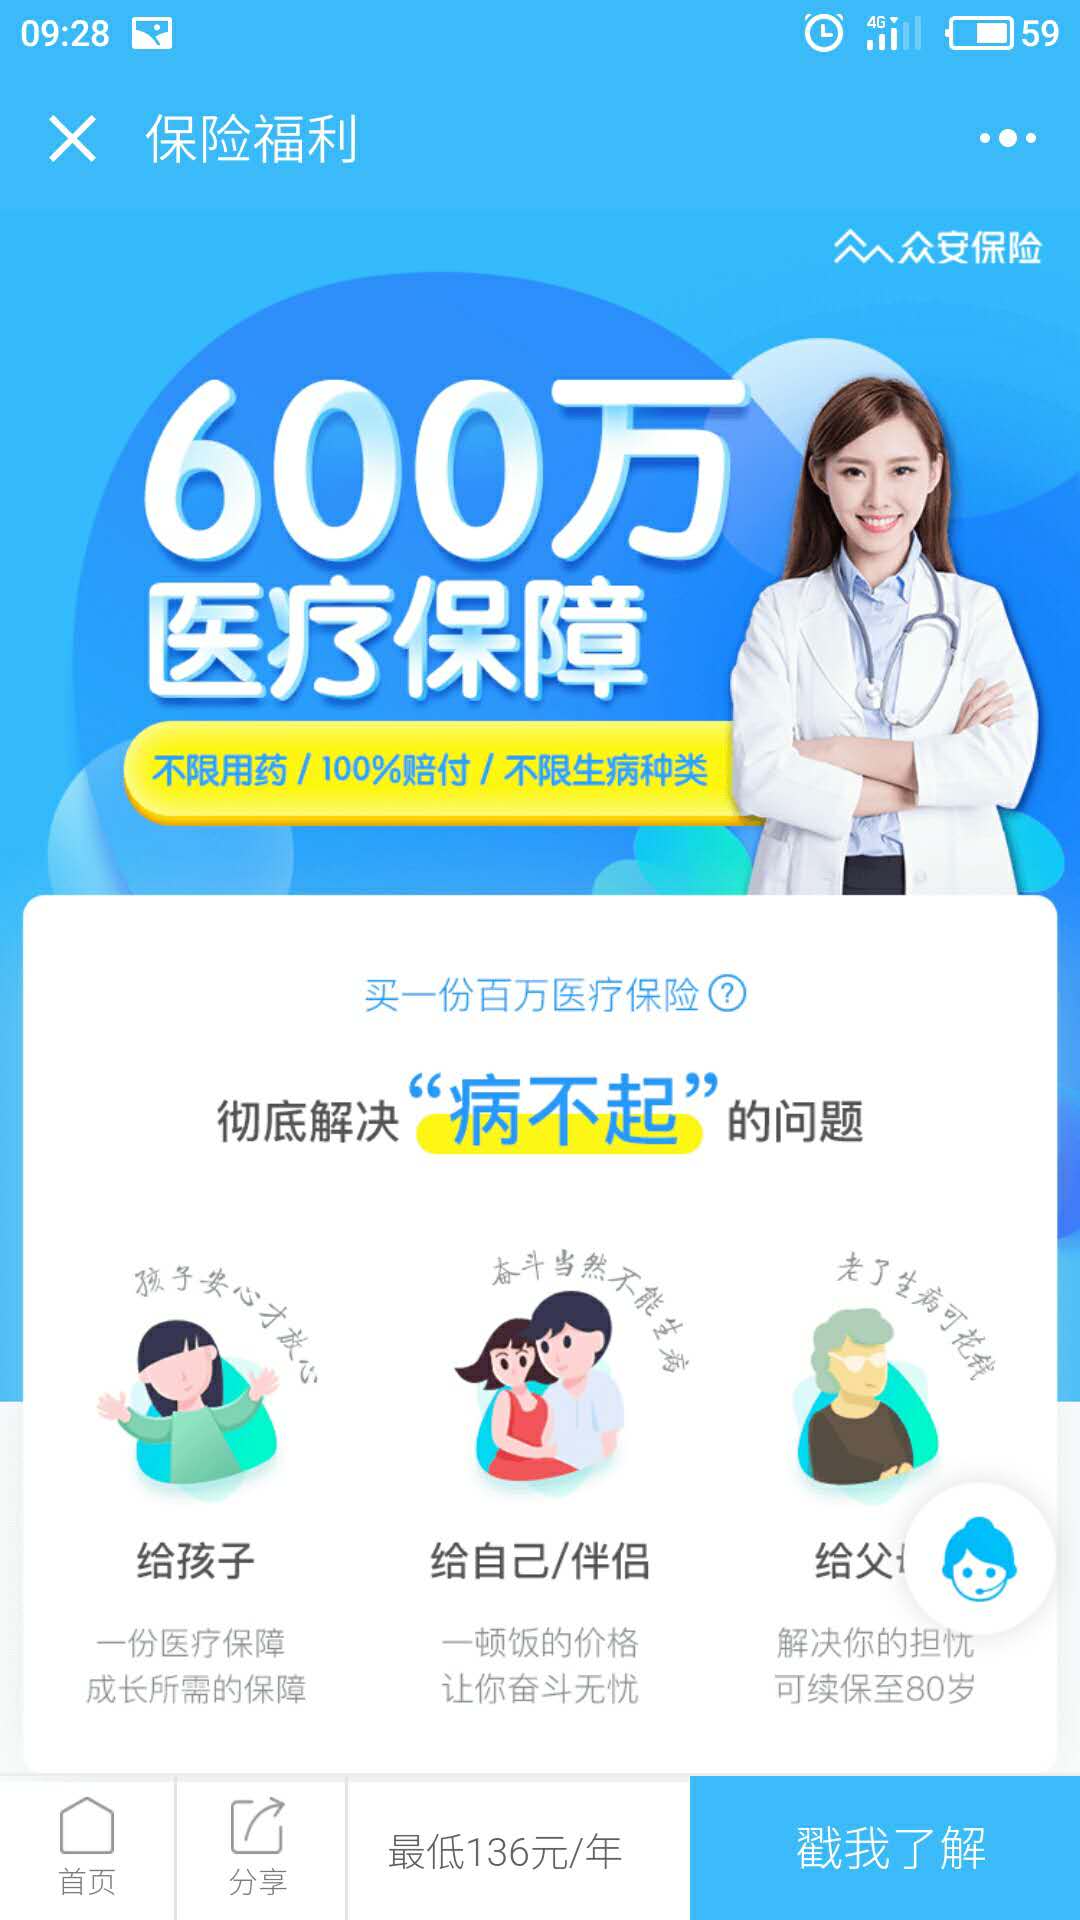 09:28
4G
59
保险福利
众安保险
600万
医疗保障
不限用药 / 100%赔付 / 不限生病种类
买一份百万医疗保险?
彻底解决“病不起”的问题
孩子安心才放心
奋斗当然不能生病
老了生病可花钱
给孩子
给自己/伴侣
给父
一份医疗保障
成长所需的保障
一顿饭的价格
让你奋斗无忧
解决你的担忧
可续保至80岁
首页
分享
最低136元/年
戳我了解